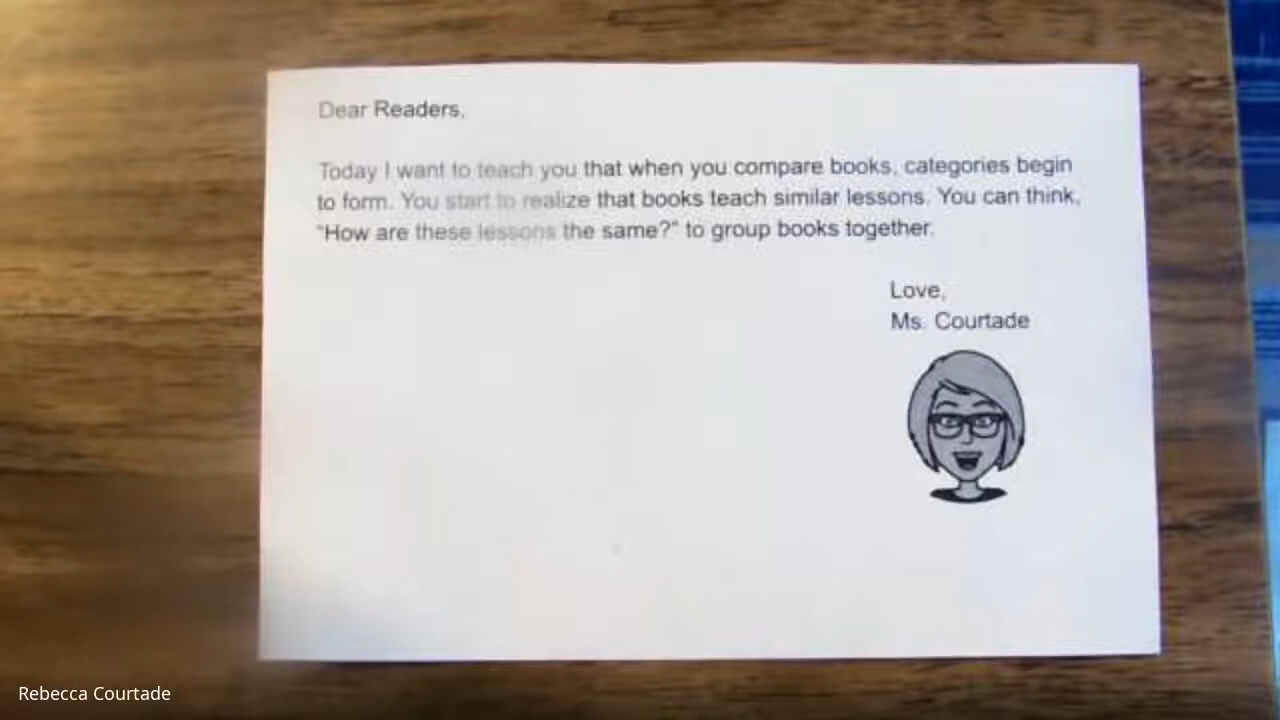 Dear Readers,
Today I want to teach you that when you compare books, categories begin
to form. You start to realize that books teach similar lessons. You can think,
"How are these lessons the same?" to group books together.
Love,
Ms. Courtade
Rebecca Courtade